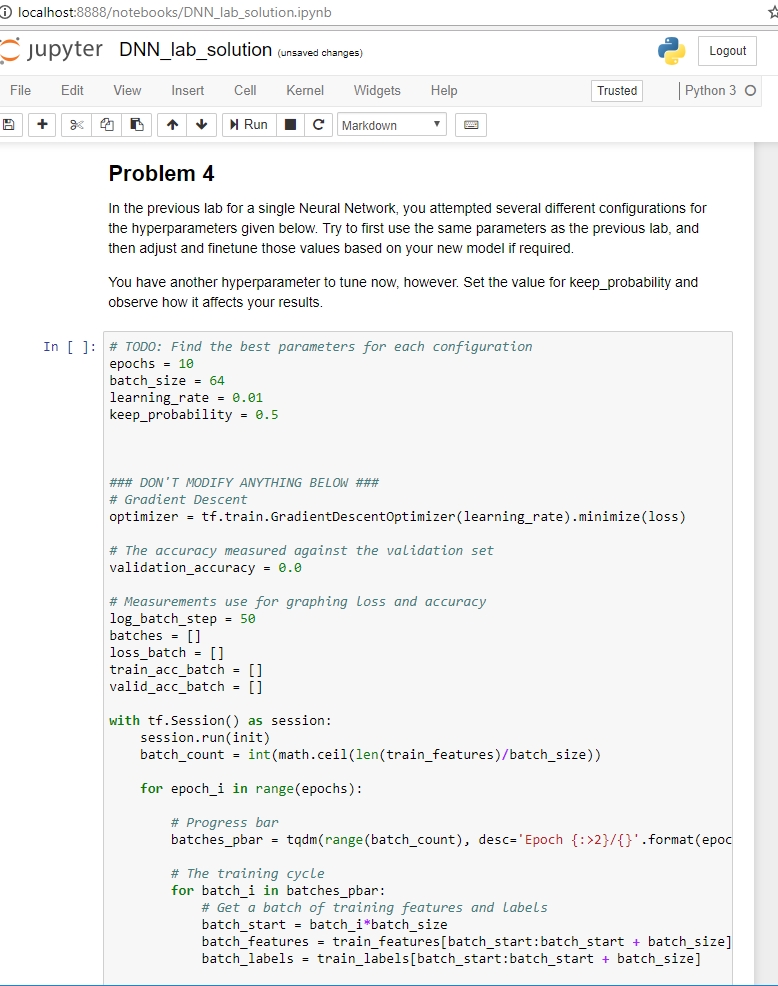 localhost:8888/notebooks/DNN_lab_solution.ipynb
jupyter DNN_lab_solution (unsaved changes) Logout
File Edit View Insert Cell Kernel Widgets Help Trusted Python 3
Run Markdown
Problem 4
In the previous lab for a single Neural Network, you attempted several different configurations for
the hyperparameters given below. Try to first use the same parameters as the previous lab, and
then adjust and finetune those values based on your new model if required.
You have another hyperparameter to tune now, however. Set the value for keep_probability and
observe how it affects your results.
In [ ]: # TODO: Find the best parameters for each configuration
epochs = 10
batch_size = 64
learning_rate = 0.01
keep_probability = 0.5
### DON'T MODIFY ANYTHING BELOW ###
# Gradient Descent
optimizer = tf.train.GradientDescentOptimizer(learning_rate).minimize(loss)
# The accuracy measured against the validation set
validation_accuracy = 0.0
# Measurements use for graphing loss and accuracy
log_batch_step = 50
batches = []
loss_batch = []
train_acc_batch = []
valid_acc_batch = []
with tf.Session() as session:
    session.run(init)
    batch_count = int(math.ceil(len(train_features)/batch_size))
    for epoch_i in range(epochs):
        # Progress bar
        batches_pbar = tqdm(range(batch_count), desc='Epoch {:>2}/{}'.format(epoc
        # The training cycle
        for batch_i in batches_pbar:
            # Get a batch of training features and labels
            batch_start = batch_i*batch_size
            batch_features = train_features[batch_start:batch_start + batch_size]
            batch_labels = train_labels[batch_start:batch_start + batch_size]